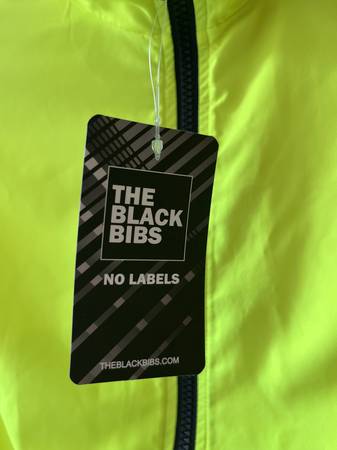 THE
BLACK
BIBS
NO LABELS
THEBLACKBIBS.COM